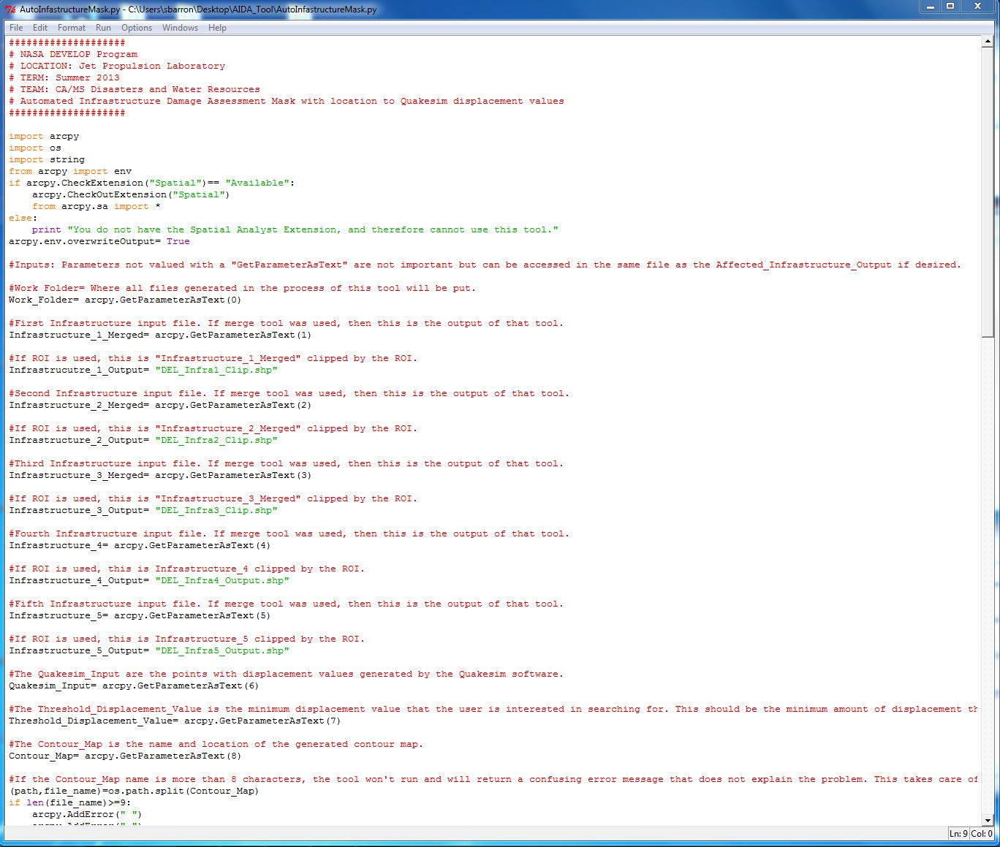 AutoInfastructureMask.py - C:\Users\sbarron\Desktop\AIDA_Tool\AutoInfastructureMask.py
File Edit Format Run Options Windows Help
####################
# NASA DEVELOP Program
# LOCATION: Jet Propulsion Laboratory
# TERM: Summer 2013
# TEAM: CA/MS Disasters and Water Resources
# Automated Infrastructure Damage Assessment Mask with location to Quakesim displacement values
####################
import arcpy
import os
import string
from arcpy import env
if arcpy.CheckExtension("Spatial")== "Available":
    arcpy.CheckOutExtension("Spatial")
    from arcpy.sa import *
else:
    print "You do not have the Spatial Analyst Extension, and therefore cannot use this tool."
arcpy.env.overwriteOutput= True
#Inputs: Parameters not valued with a "GetParameterAsText" are not important but can be accessed in the same file as the Affected_Infrastructure_Output if desired.
#Work Folder= Where all files generated in the process of this tool will be put.
Work_Folder= arcpy.GetParameterAsText(0)
#First Infrastructure input file. If merge tool was used, then this is the output of that tool.
Infrastructure_1_Merged= arcpy.GetParameterAsText(1)
#If ROI is used, this is "Infrastructure_1_Merged" clipped by the ROI.
Infrastrucutre_1_Output= "DEL_Infra1_Clip.shp"
#Second Infrastructure input file. If merge tool was used, then this is the output of that tool.
Infrastructure_2_Merged= arcpy.GetParameterAsText(2)
#If ROI is used, this is "Infrastructure_2_Merged" clipped by the ROI.
Infrastructure_2_Output= "DEL_Infra2_Clip.shp"
#Third Infrastructure input file. If merge tool was used, then this is the output of that tool.
Infrastructure_3_Merged= arcpy.GetParameterAsText(3)
#If ROI is used, this is "Infrastructure_3_Merged" clipped by the ROI.
Infrastructure_3_Output= "DEL_Infra3_Clip.shp"
#Fourth Infrastructure input file. If merge tool was used, then this is the output of that tool.
Infrastructure_4= arcpy.GetParameterAsText(4)
#If ROI is used, this is Infrastructure_4 clipped by the ROI.
Infrastructure_4_Output= "DEL_Infra4_Output.shp"
#Fifth Infrastructure input file. If merge tool was used, then this is the output of that tool.
Infrastructure_5= arcpy.GetParameterAsText(5)
#If ROI is used, this is Infrastructure_5 clipped by the ROI.
Infrastructure_5_Output= "DEL_Infra5_Output.shp"
#The Quakesim_Input are the points with displacement values generated by the Quakesim software.
Quakesim_Input= arcpy.GetParameterAsText(6)
#The Threshold_Displacement_Value is the minimum displacement value that the user is interested in searching for. This should be the minimum amount of displacement th
Threshold_Displacement_Value= arcpy.GetParameterAsText(7)
#The Contour_Map is the name and location of the generated contour map.
Contour_Map= arcpy.GetParameterAsText(8)
#If the Contour_Map name is more than 8 characters, the tool won't run and will return a confusing error message that does not explain the problem. This takes care of
(path,file_name)=os.path.split(Contour_Map)
if len(file_name)>=9:
    arcpy.AddError(" ")
    arcpy.AddError(" ")
Ln: 9 Col: 0